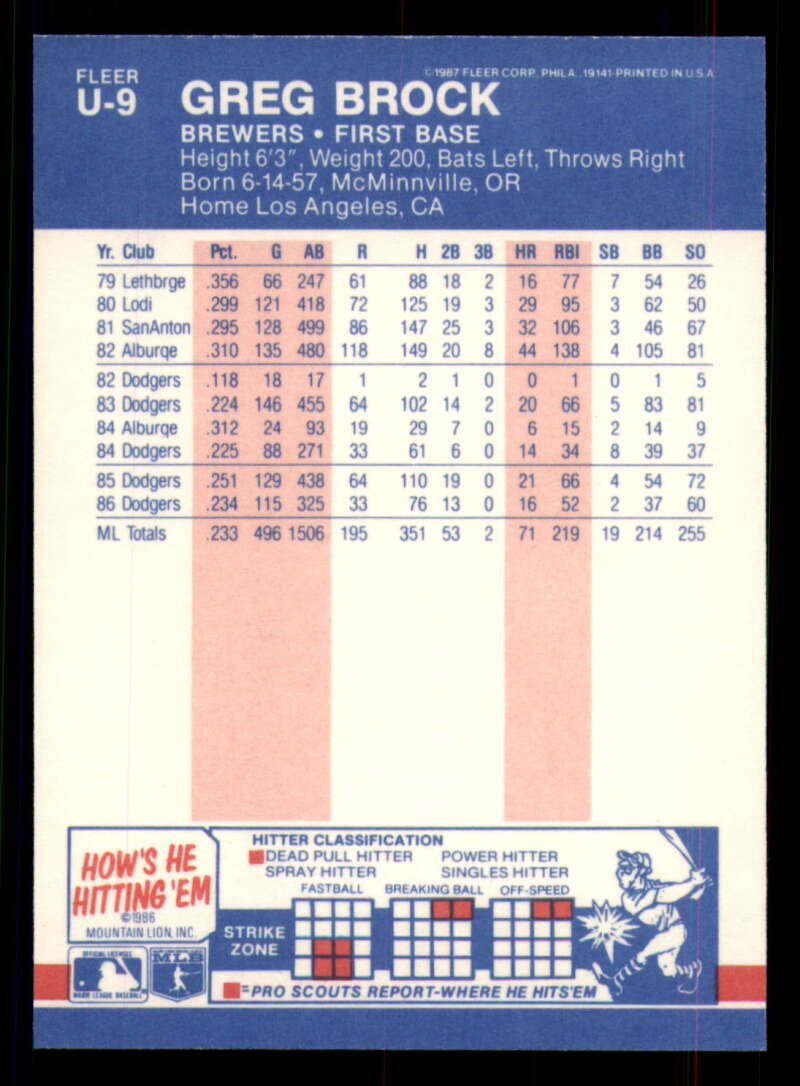 FLEER
U-9
©1987 FLEER CORP. PHILA. 19141-PRINTED IN U.S.A
GREG BROCK
BREWERS • FIRST BASE
Height 6'3", Weight 200, Bats Left, Throws Right
Born 6-14-57, McMinnville, OR
Home Los Angeles, CA
Yr. Club Pct. G AB R H 2B 3B HR RBI SB BB SO
79 Lethbrge .356 66 247 61 88 18 2 16 77 7 54 26
80 Lodi .299 121 418 72 125 19 3 29 95 3 62 50
81 SanAnton .295 128 499 86 147 25 3 32 106 3 46 67
82 Alburqe .310 135 480 118 149 20 8 44 138 4 105 81
82 Dodgers .118 18 17 1 2 1 0 0 1 0 1 5
83 Dodgers .224 146 455 64 102 14 2 20 66 5 83 81
84 Alburqe .312 24 93 19 29 7 0 6 15 2 14 9
84 Dodgers .225 88 271 33 61 6 0 14 34 8 39 37
85 Dodgers .251 129 438 64 110 19 0 21 66 4 54 72
86 Dodgers .234 115 325 33 76 13 0 16 52 2 37 60
ML Totals .233 496 1506 195 351 53 2 71 219 19 214 255
HOW'S HE
HITTING 'EM
©1986
MOUNTAIN LION, INC.
OFFICIAL LICENSEE
MAJOR LEAGUE BASEBALL
MLB
HITTER CLASSIFICATION
DEAD PULL HITTER POWER HITTER
SPRAY HITTER SINGLES HITTER
FASTBALL BREAKING BALL OFF-SPEED
STRIKE
ZONE
=PRO SCOUTS REPORT-WHERE HE HITS'EM